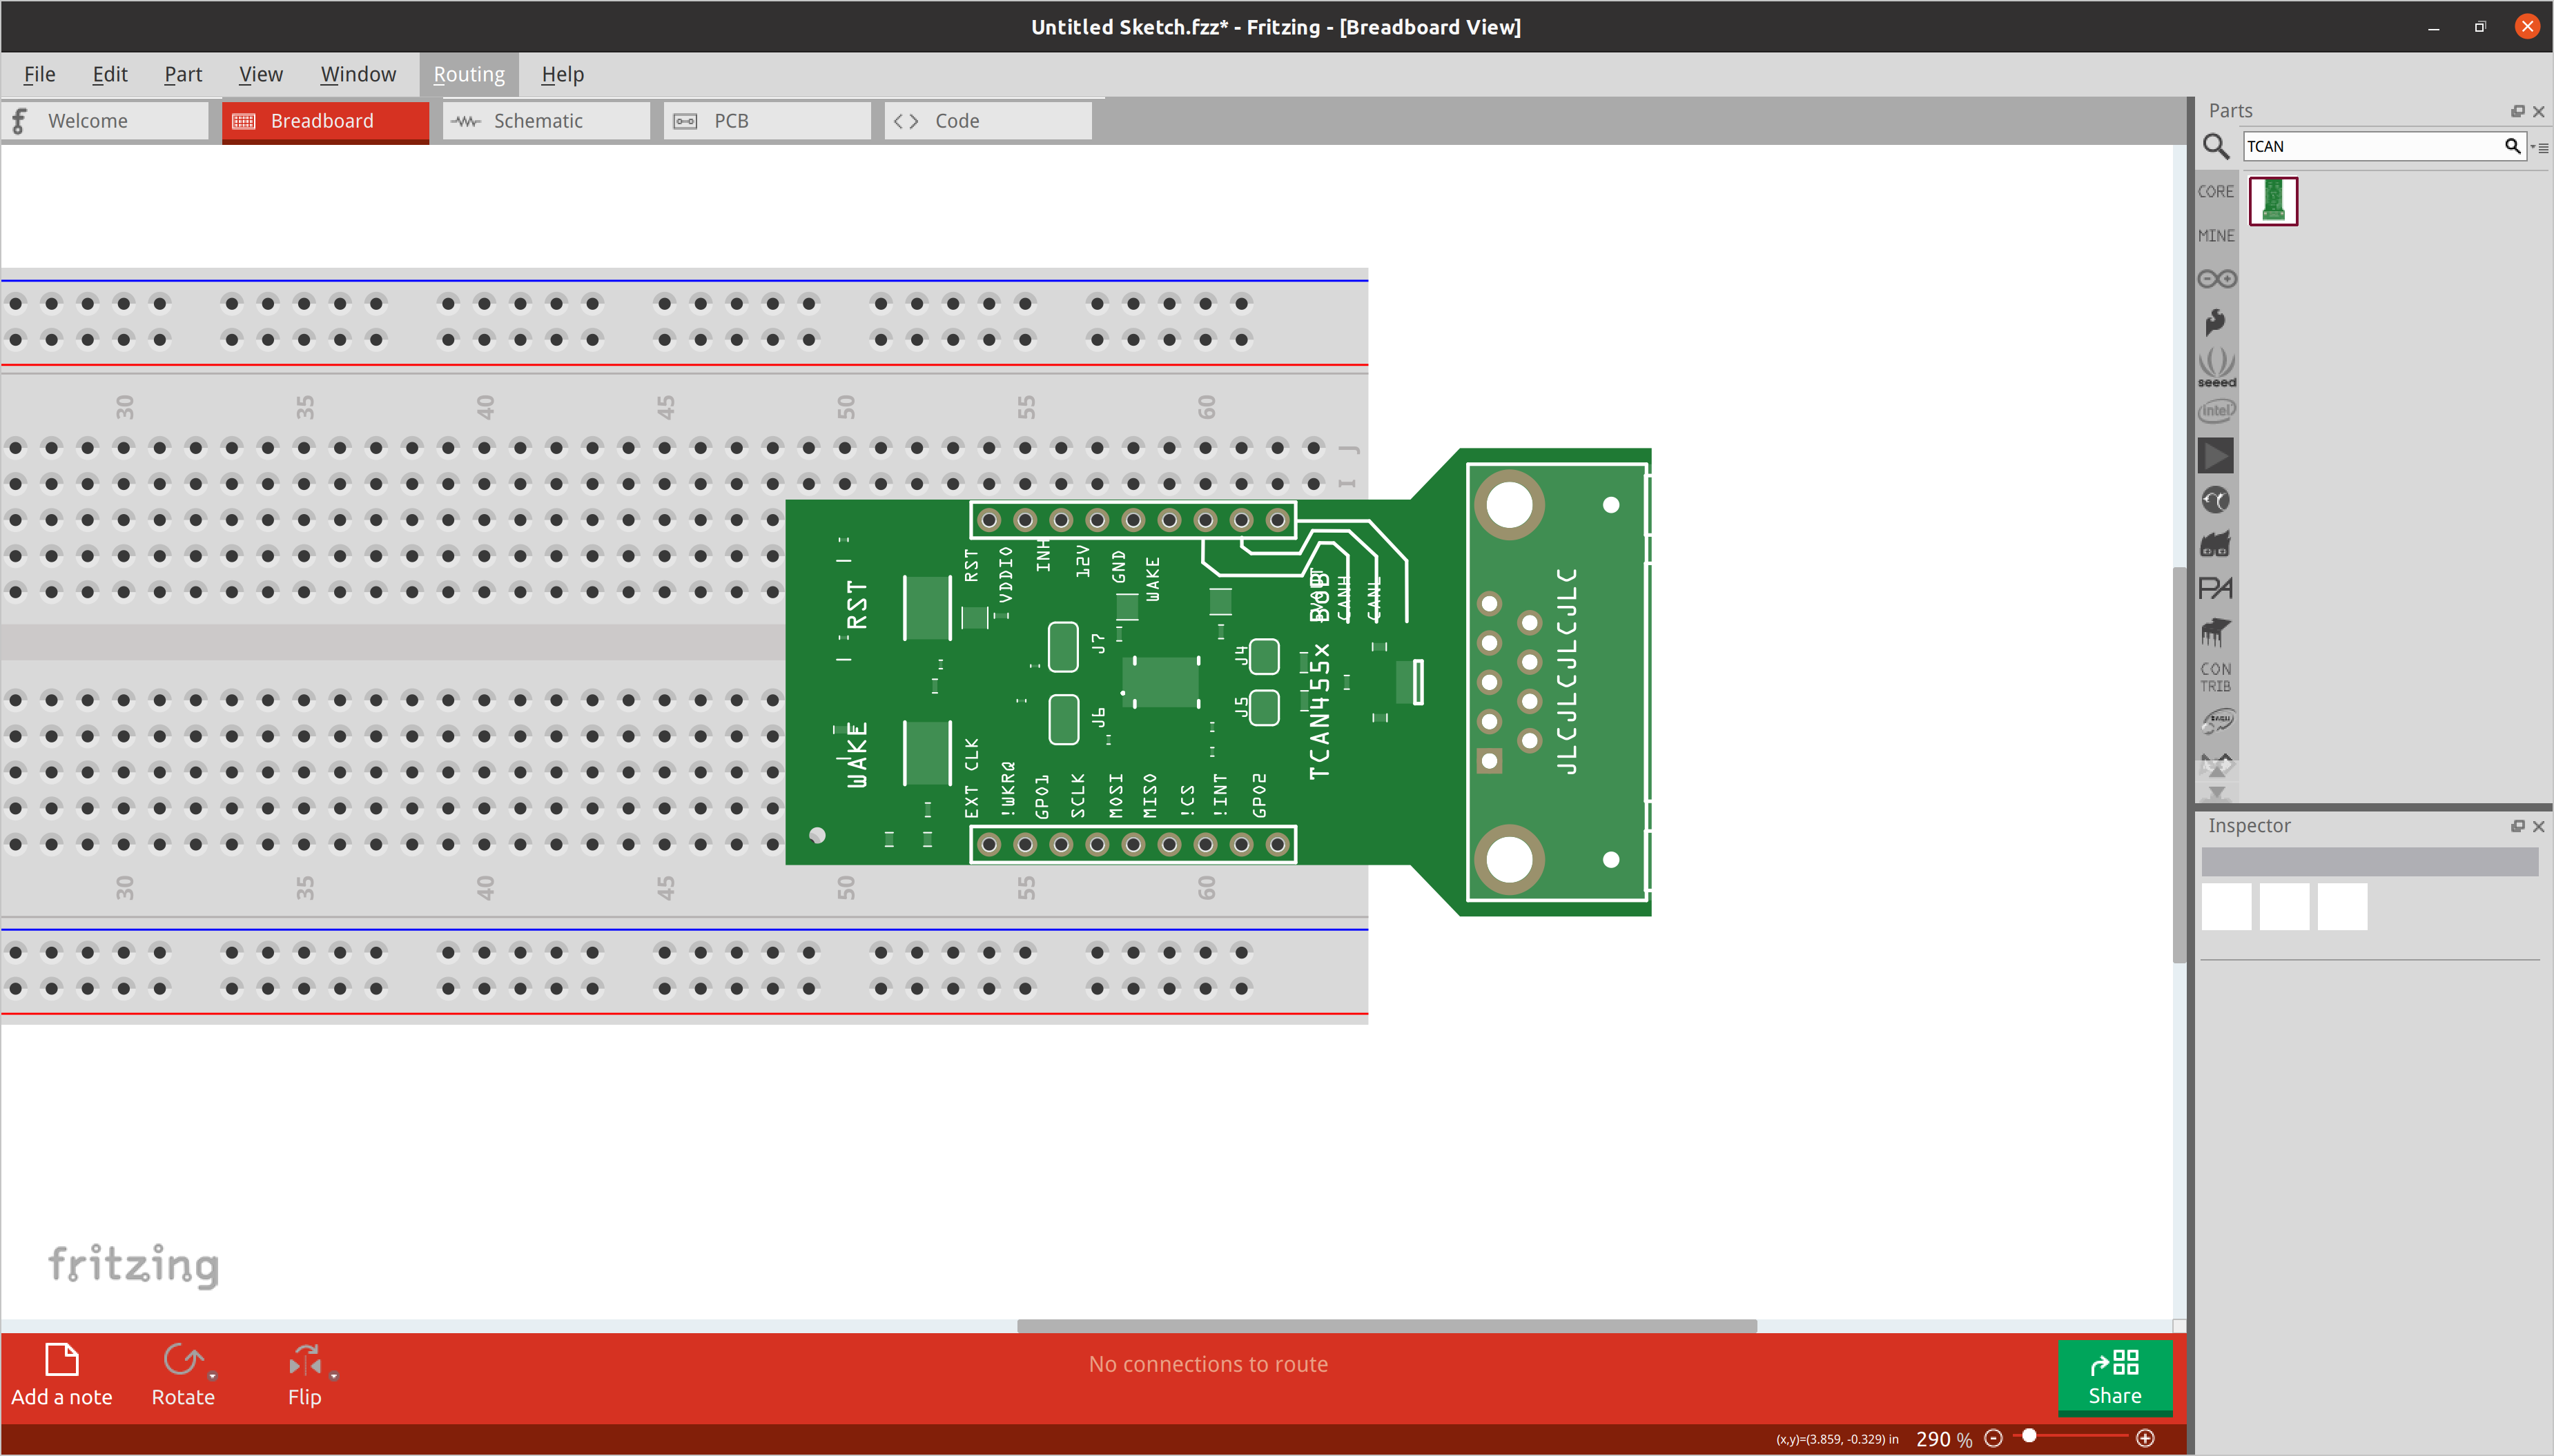 Untitled Sketch.fzz* - Fritzing - [Breadboard View]
File Edit Part View Window Routing Help
Welcome Breadboard Schematic PCB Code
Parts
TCAN
CORE
MINE
seeed
intel
PA
CON
TRIB
30 35 40 45 50 55 60
J
I
RST VDDIO INH 12V GND WAKE
CANH CANL
RST
WAKE
J7
J6
J4
J5
TCAN455x BOB
JLCJLCJLCJLC
EXT CLK !WKRQ GPO1 SCLK MOSI MISO !CS !INT GPO2
30 35 40 45 50 55 60
Inspector
fritzing
Add a note
Rotate
Flip
No connections to route
Share
(x,y)=(3.859, -0.329) in 290 %